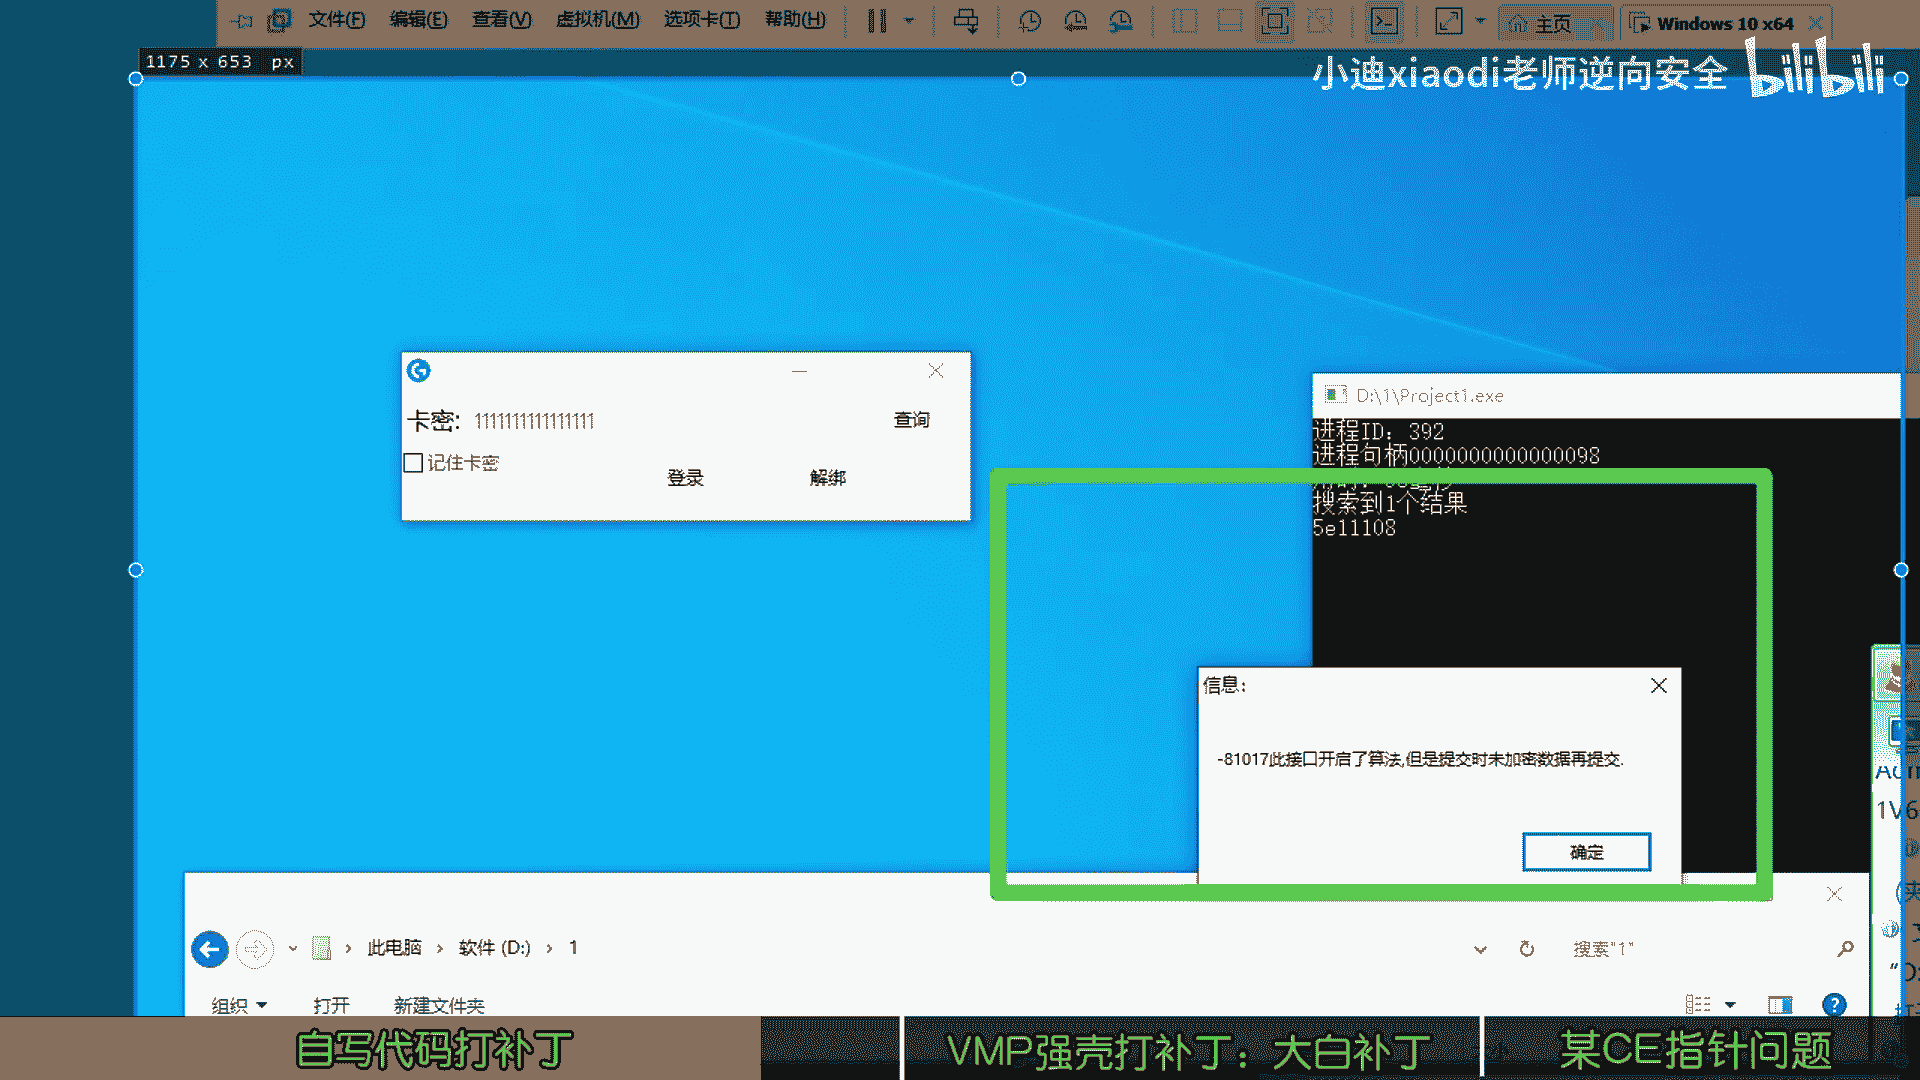 文件(F) 编辑(E) 查看(V) 虚拟机(M) 选项卡(T) 帮助(H) 主页 Windows 10 x64
1175 x 653 px
小迪xiaodi老师逆向安全 bilibili
卡密: 1111111111111111 查询
记住卡密
登录 解绑
D:\1\Project1.exe
进程ID: 392
进程句柄0000000000000098
搜索到1个结果
5e11108
信息:
-81017此接口开启了算法,但是提交时未加密数据再提交.
确定
此电脑 › 软件 (D:) › 1 搜索"1"
组织 打开 新建文件夹
1V6
自写代码打补丁 VMP强壳打补丁：大白补丁 某CE指针问题